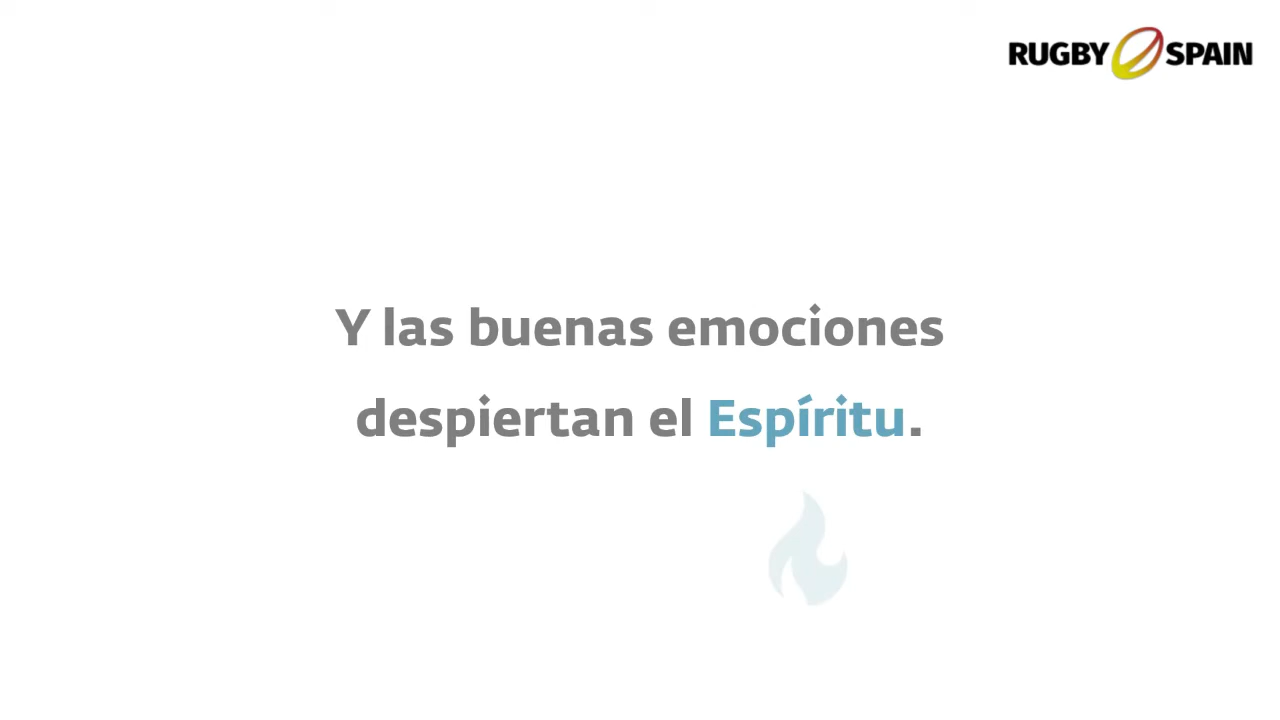 RUGBY SPAIN
Y las buenas emociones
despiertan el Espíritu.